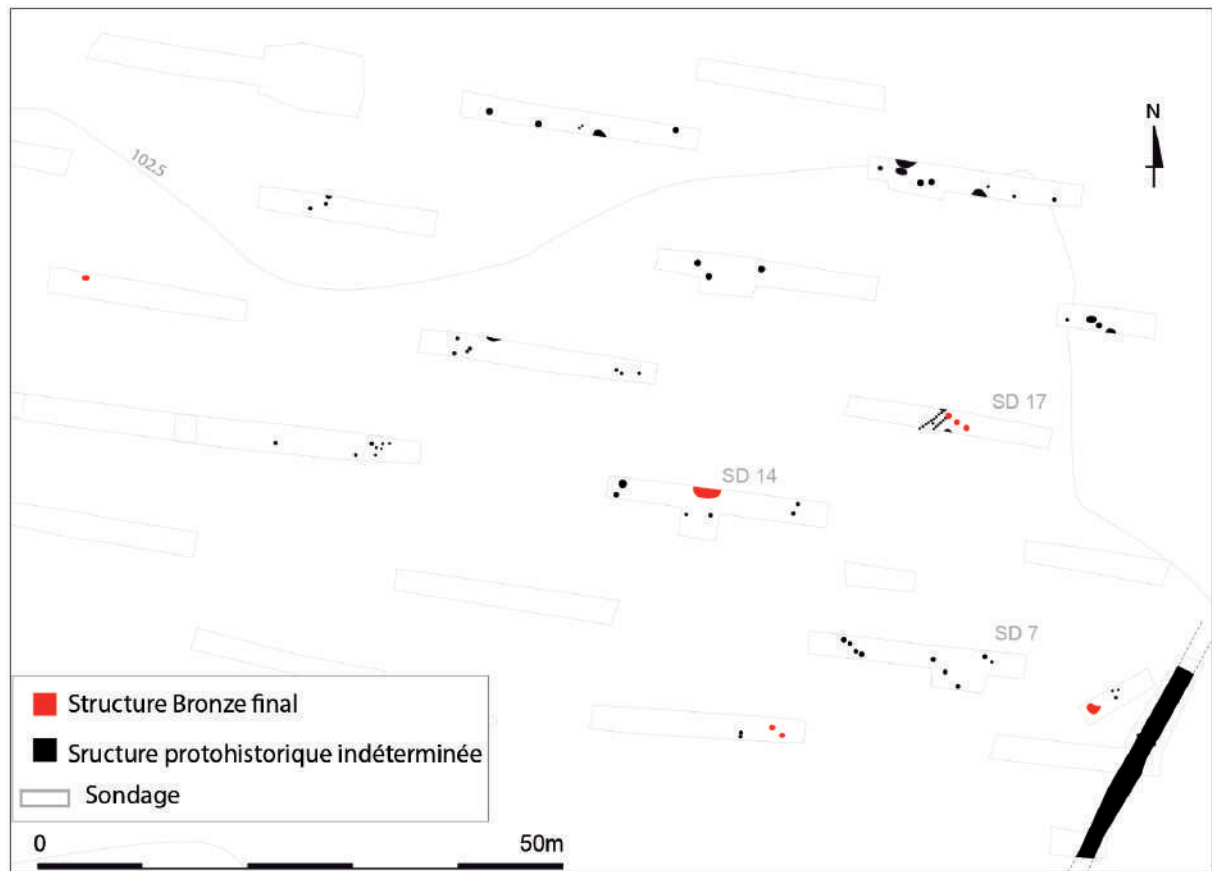 N
102.5
SD 17
SD 14
SD 7
Structure Bronze final
Sructure protohistorique indéterminée
Sondage
0 50m